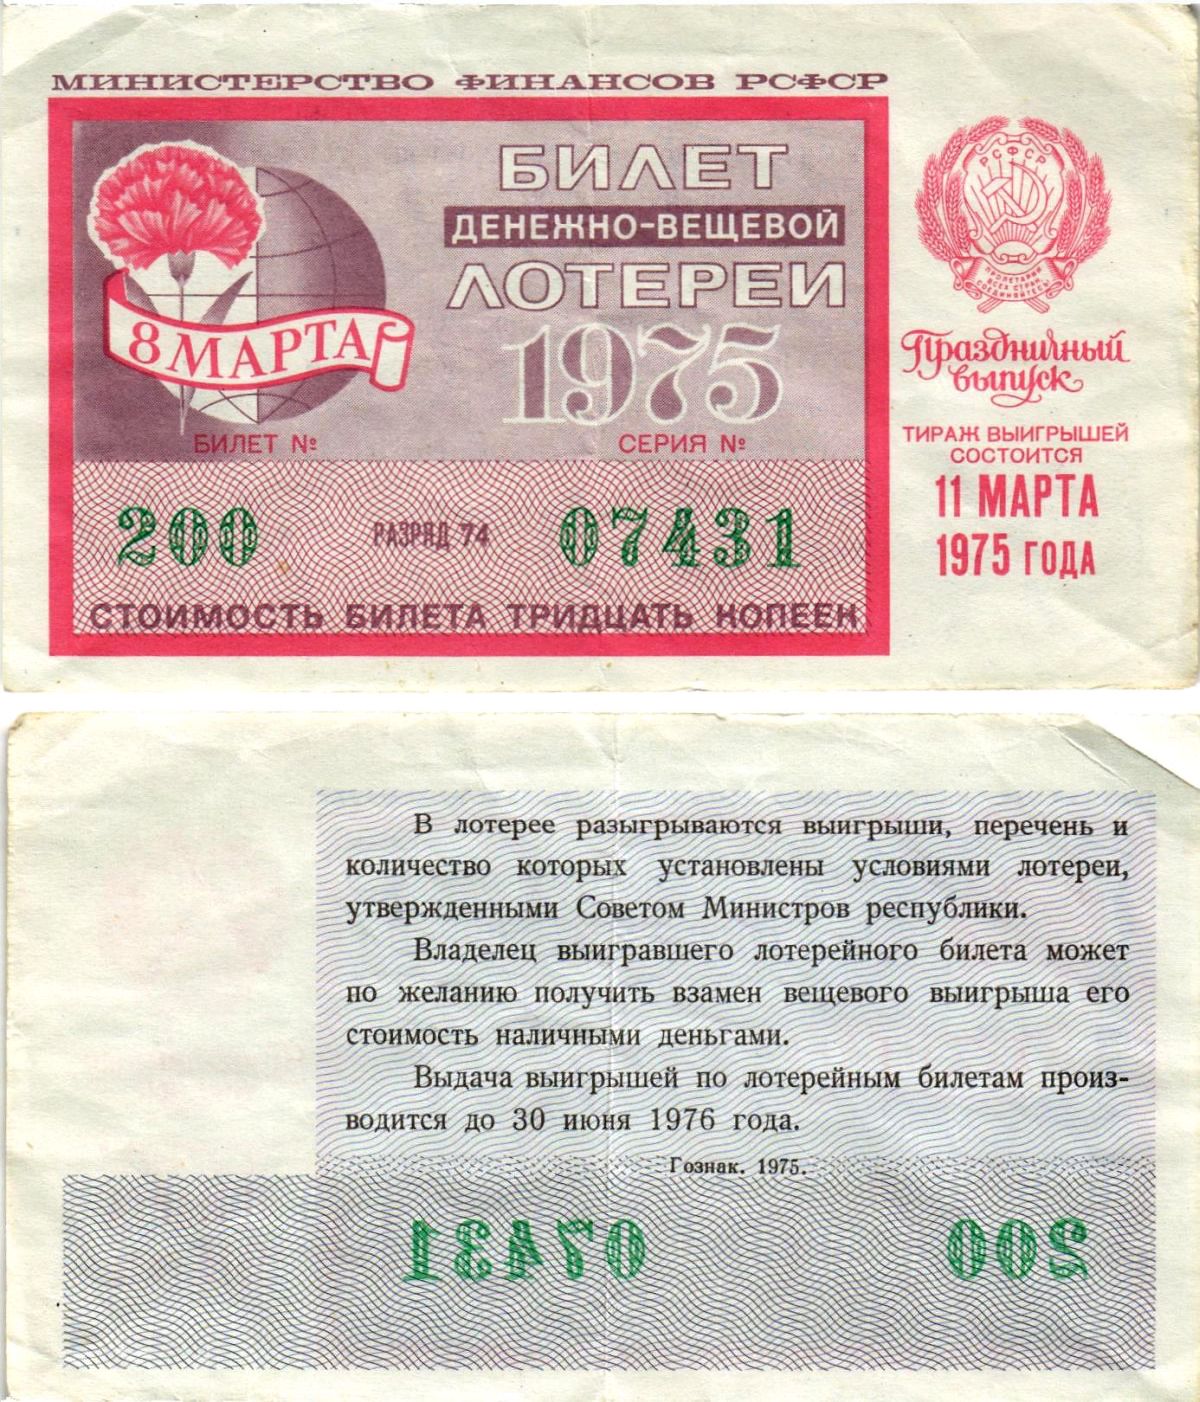 МИНИСТЕРСТВО ФИНАНСОВ РСФСР
БИЛЕТ
ДЕНЕЖНО-ВЕЩЕВОЙ
ЛОТЕРЕИ
1975
8 МАРТА
БИЛЕТ № СЕРИЯ №
200 РАЗРЯД 74 07431
СТОИМОСТЬ БИЛЕТА ТРИДЦАТЬ КОПЕЕК
РСФСР
ПРОЛЕТАРИИ
ВСЕХ СТРАН,
СОЕДИНЯЙТЕСЬ!
Праздничный
выпуск
ТИРАЖ ВЫИГРЫШЕЙ
СОСТОИТСЯ
11 МАРТА
1975 ГОДА
В лотерее разыгрываются выигрыши, перечень и
количество которых установлены условиями лотереи,
утвержденными Советом Министров республики.
Владелец выигравшего лотерейного билета может
по желанию получить взамен вещевого выигрыша его
стоимость наличными деньгами.
Выдача выигрышей по лотерейным билетам произ-
водится до 30 июня 1976 года.
Гознак. 1975.
07431 200